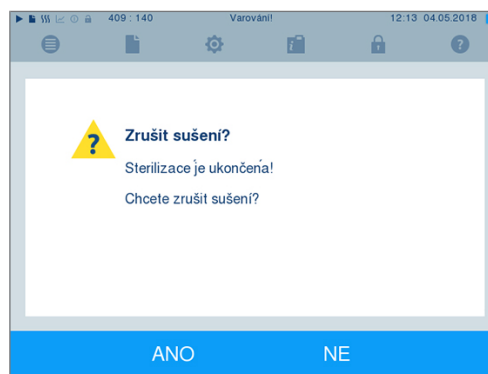 409 : 140 Varování! 12:13 04.05.2018
Zrušit sušení?
Sterilizace je ukončena!
Chcete zrušit sušení?
ANO NE